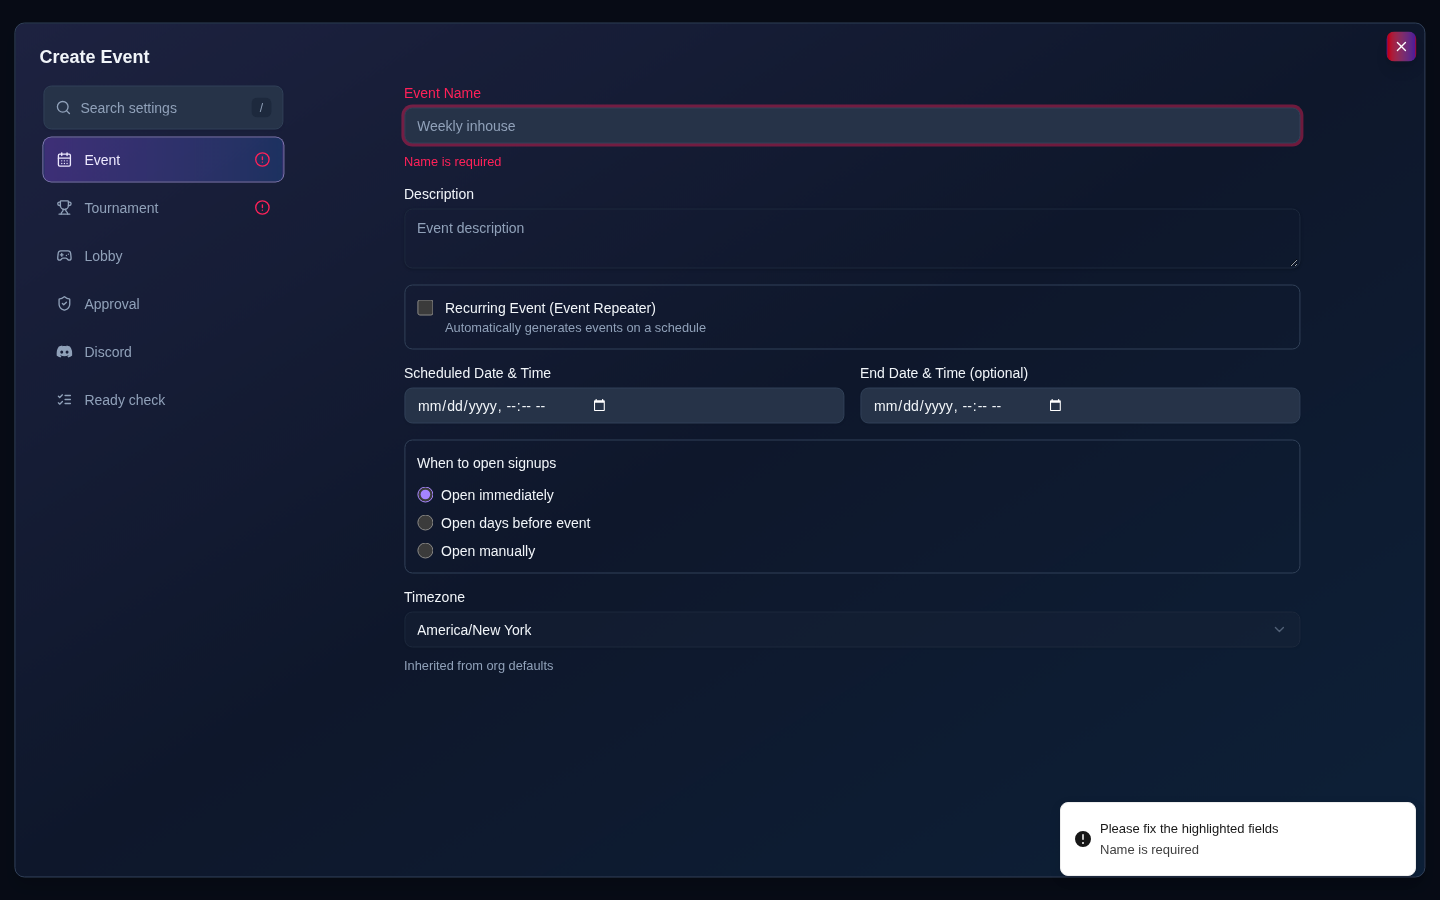 Create Event
Search settings /
Event
Tournament
Lobby
Approval
Discord
Ready check
Event Name
Weekly inhouse
Name is required
Description
Event description
Recurring Event (Event Repeater)
Automatically generates events on a schedule
Scheduled Date & Time
mm/dd/yyyy, --:-- --
End Date & Time (optional)
mm/dd/yyyy, --:-- --
When to open signups
Open immediately
Open days before event
Open manually
Timezone
America/New York
Inherited from org defaults
Please fix the highlighted fields
Name is required